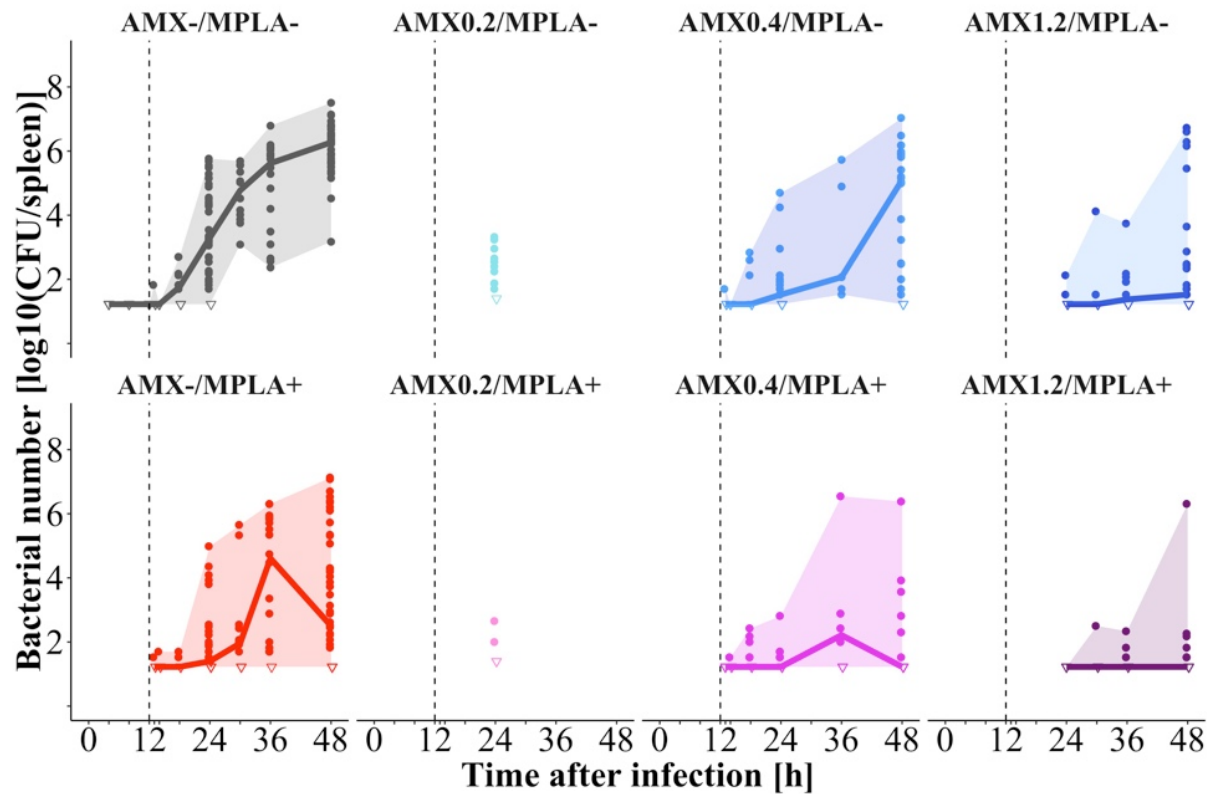 AMX-/MPLA- AMX0.2/MPLA- AMX0.4/MPLA- AMX1.2/MPLA-
8
6
4
2
Bacterial number [log10(CFU/spleen)]
AMX-/MPLA+ AMX0.2/MPLA+ AMX0.4/MPLA+ AMX1.2/MPLA+
8
6
4
2
0 12 24 36 48 0 12 24 36 48 0 12 24 36 48 0 12 24 36 48
Time after infection [h]